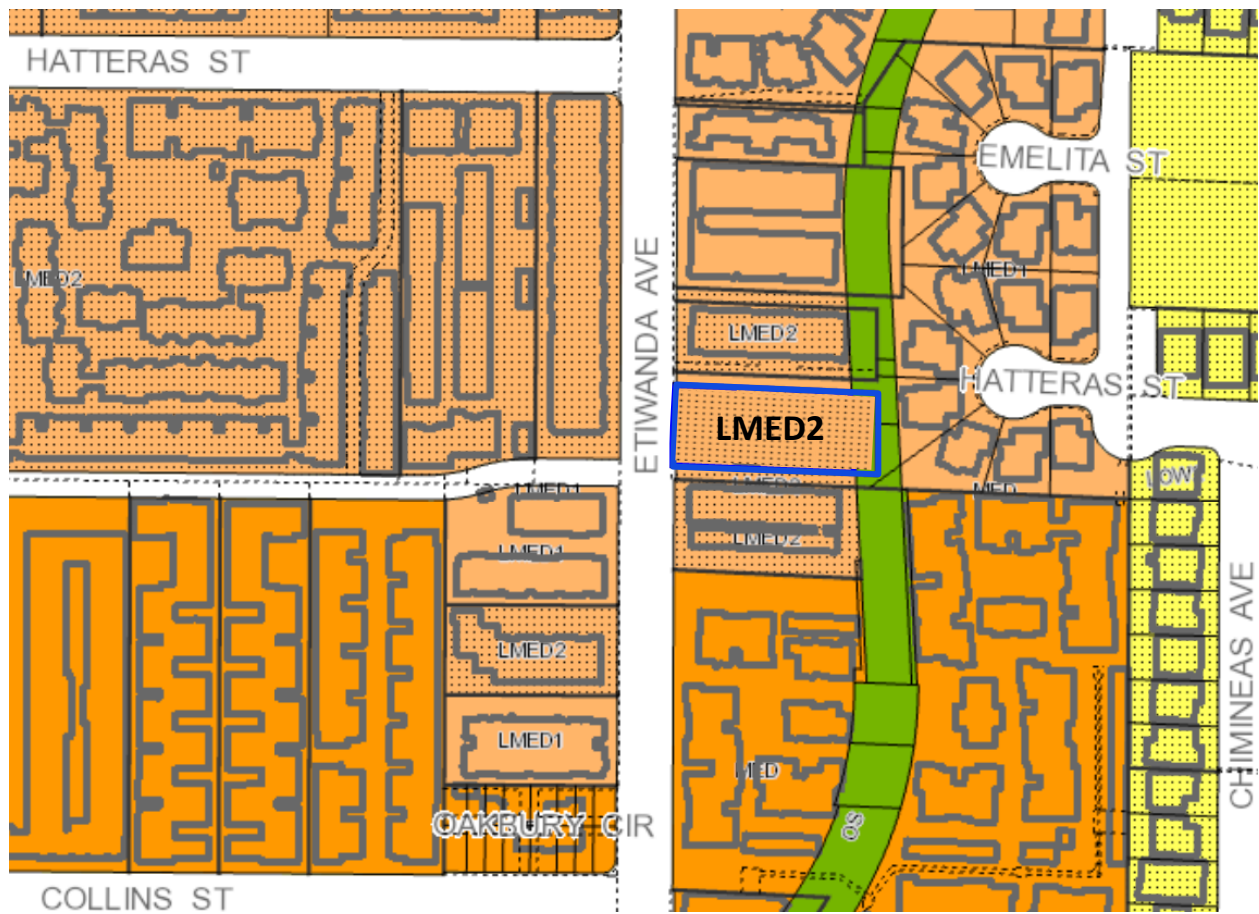 HATTERAS ST
EMELITA ST
ETIWANDA AVE
LMED1
LMED2
LMED2
HATTERAS ST
LMED2
LOW
MED
LMED1
LMED1
LMED2
LMED2
CHIMINEAS AVE
LMED1
MED
OAKBURY CIR
OS
COLLINS ST